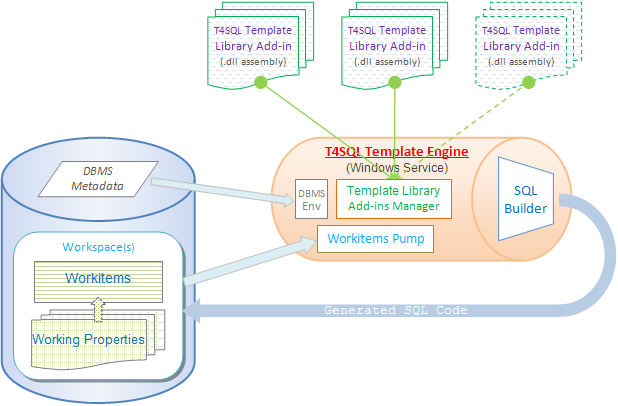 T4SQL Template
Library Add-in
(.dll assembly)
T4SQL Template
Library Add-in
(.dll assembly)
T4SQL Template
Library Add-in
(.dll assembly)
T4SQL Template Engine
(Windows Service)
DBMS
Metadata
DBMS
Env
Template Library
Add-ins Manager
SQL
Builder
Workitems Pump
Workspace(s)
Workitems
Working Properties
Generated SQL Code